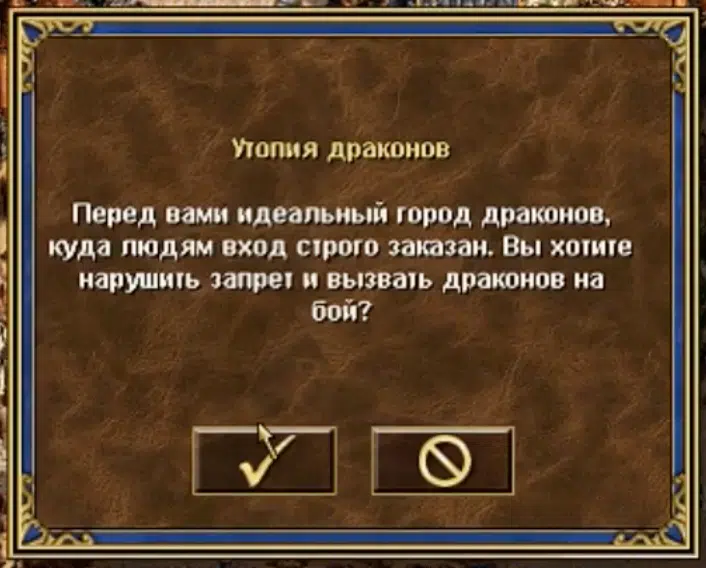 Утопия драконов
Перед вами идеальный город драконов,
куда людям вход строго заказан. Вы хотите
нарушить запрет и вызвать драконов на
бой?